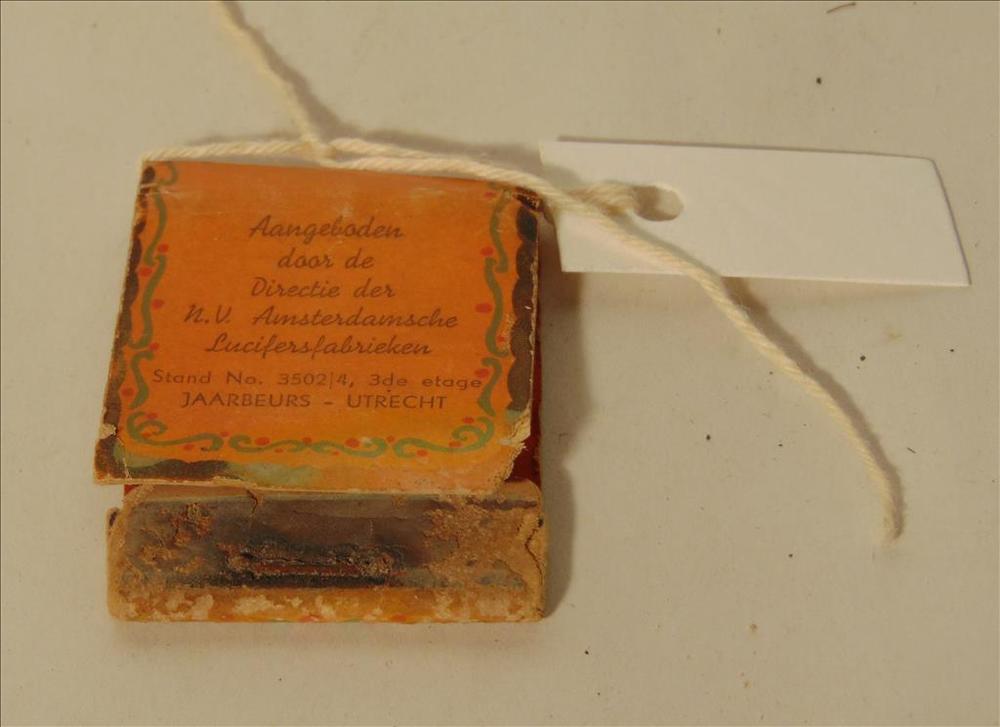 Aangeboden
door de
Directie der
N.V. Amsterdamsche
Lucifersfabrieken
Stand No. 3502|4, 3de etage
JAARBEURS - UTRECHT